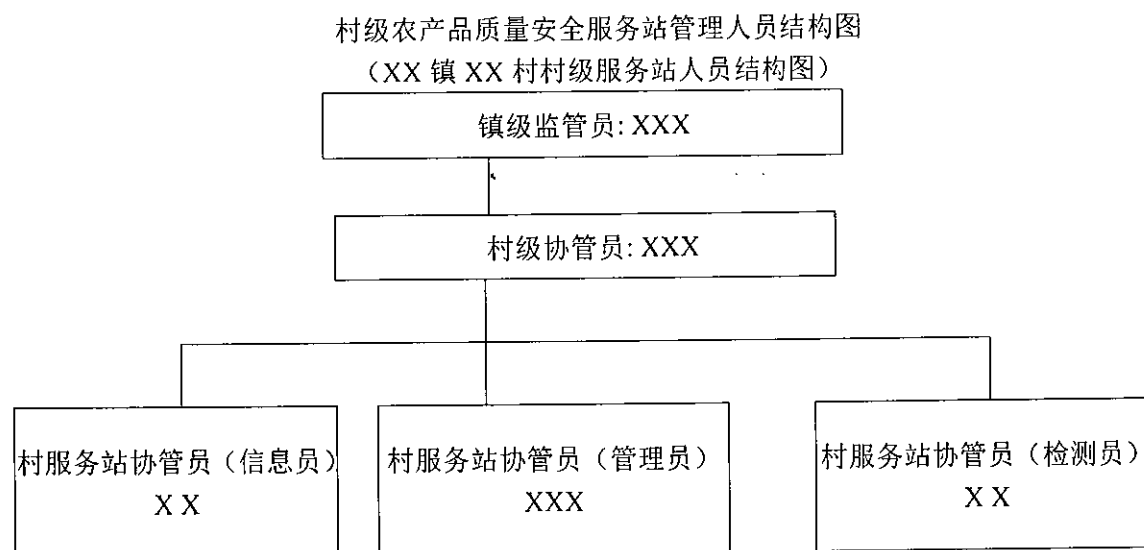 村级农产品质量安全服务站管理人员结构图
（XX 镇 XX 村村级服务站人员结构图）
镇级监管员: XXX
村级协管员: XXX
村服务站协管员（信息员）
X X
村服务站协管员（管理员）
XXX
村服务站协管员（检测员）
X X